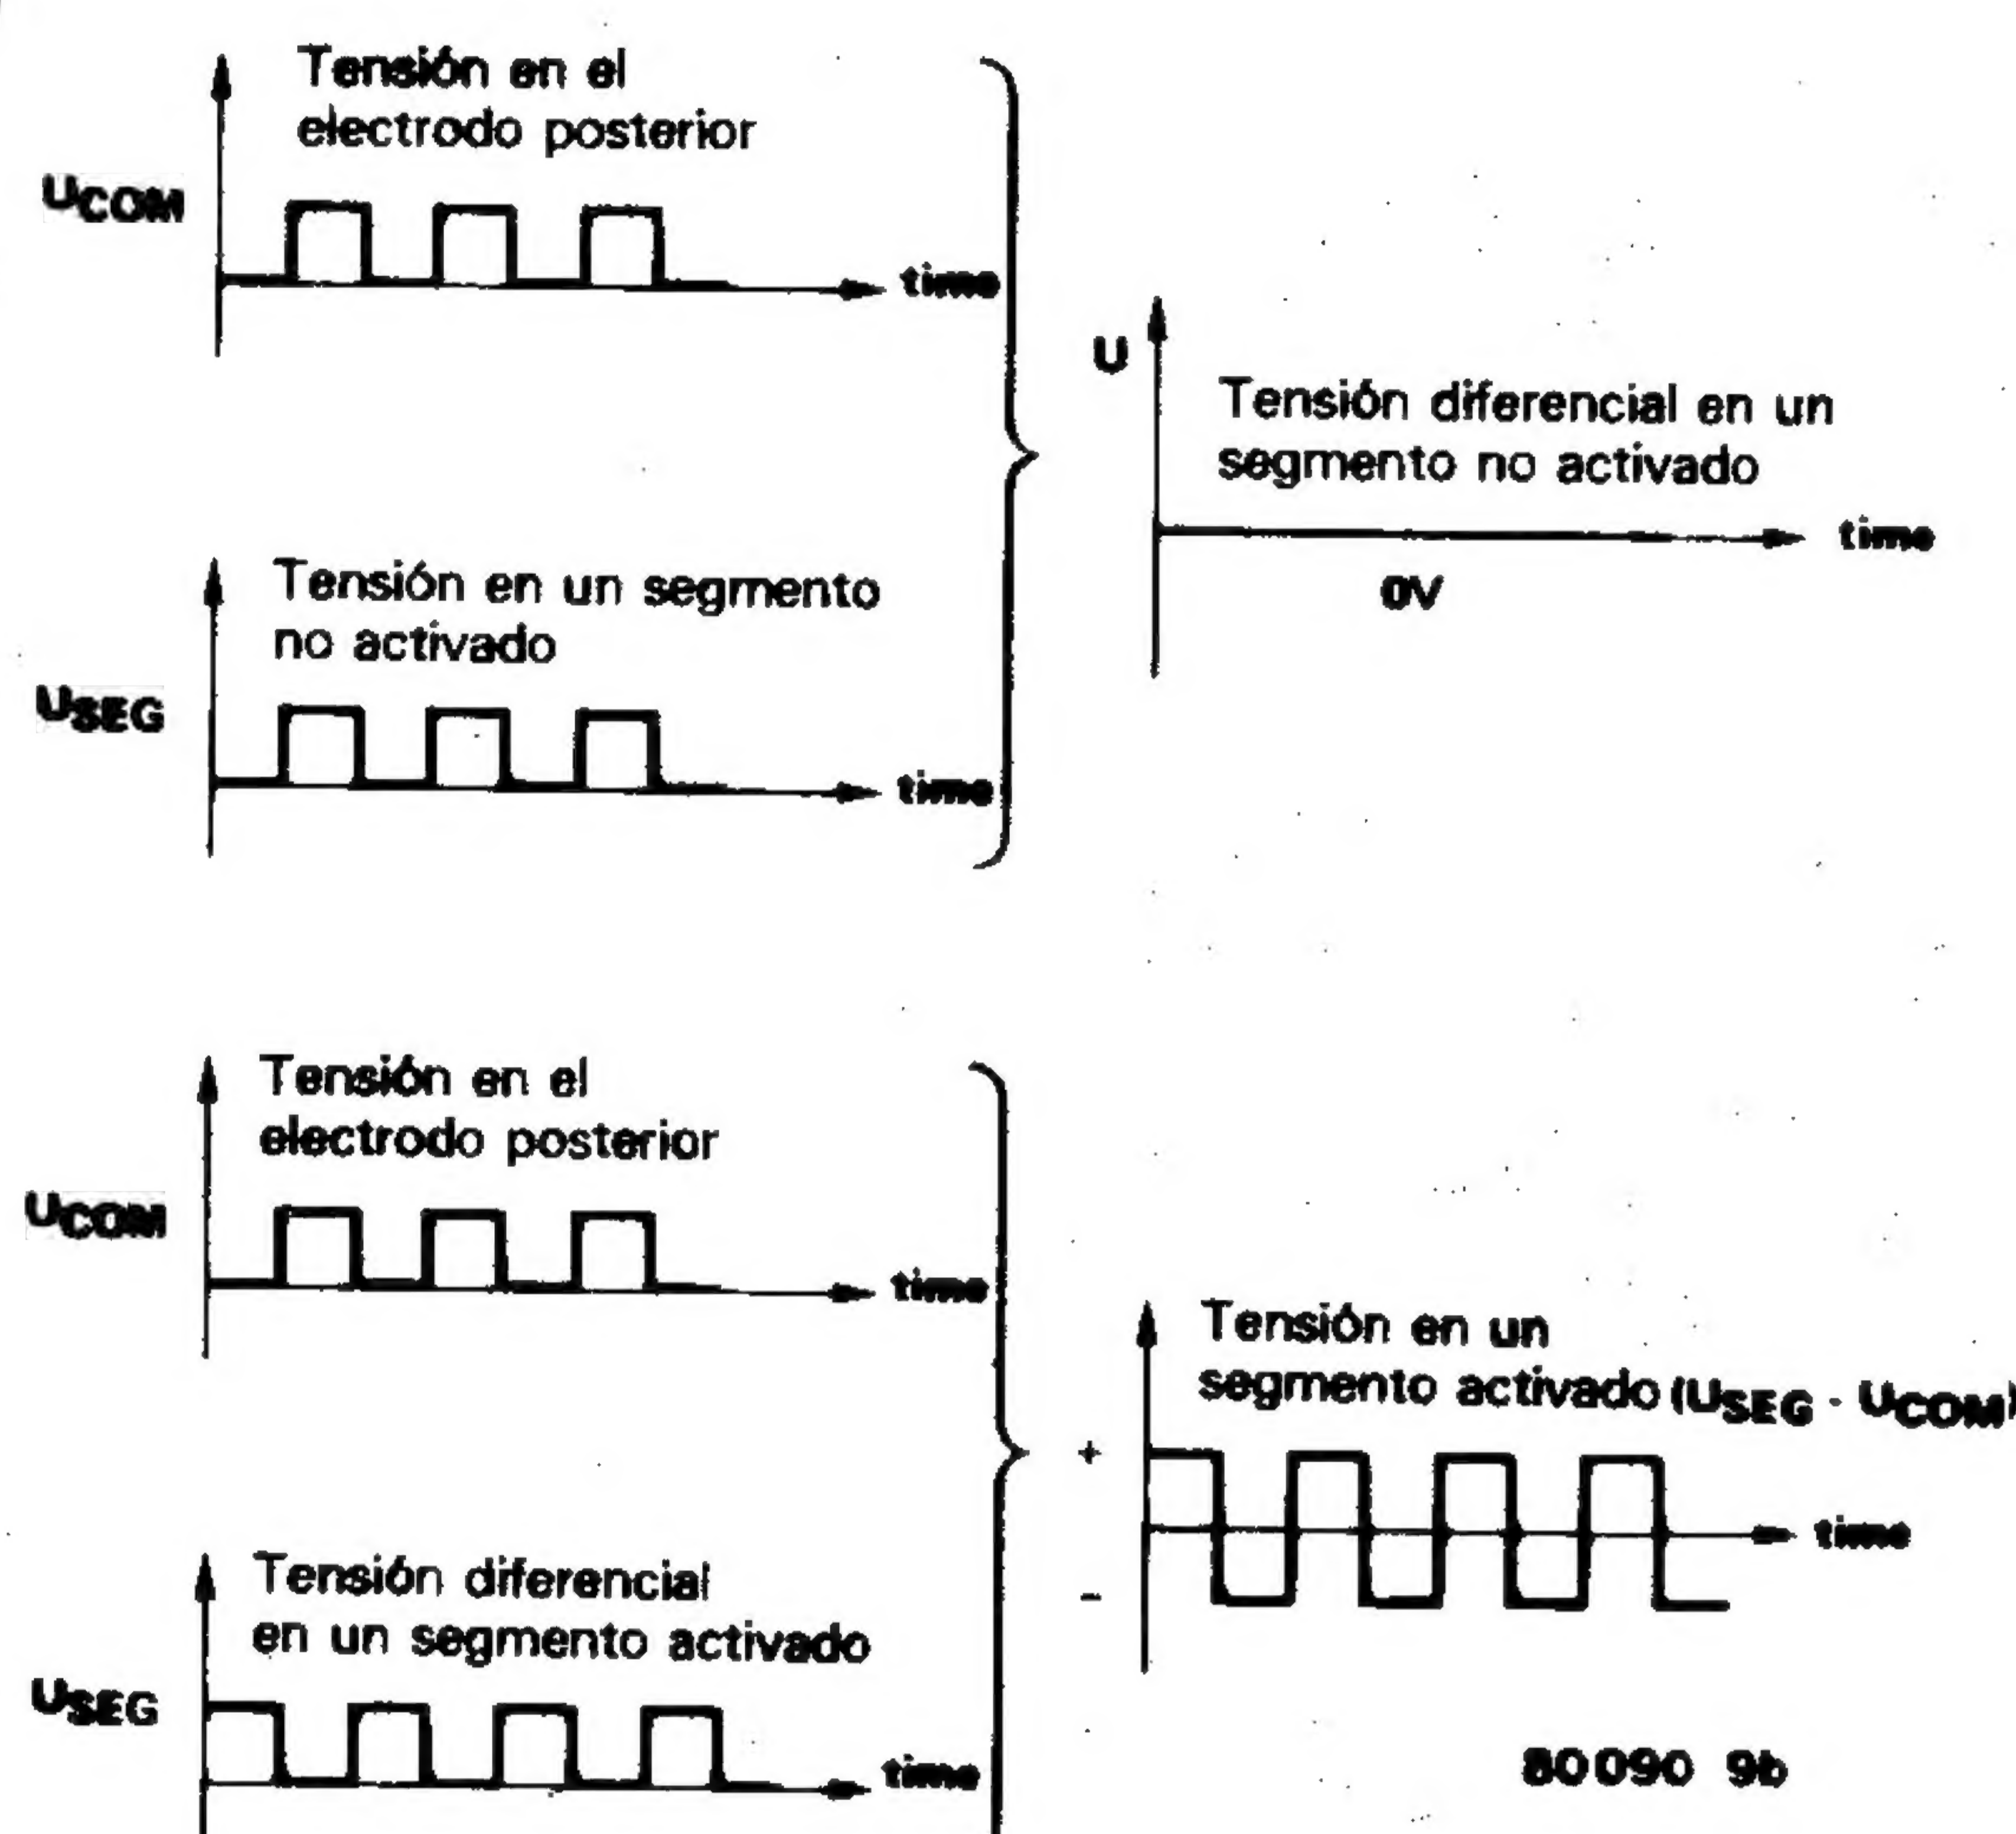 Tensión en el
electrodo posterior
UCOM
time
U
Tensión diferencial en un
segmento no activado
time
0V
Tensión en un segmento
no activado
USEG
time
Tensión en el
electrodo posterior
UCOM
time
Tensión en un
segmento activado (USEG - UCOM)
+
time
-
Tensión diferencial
en un segmento activado
USEG
time
80090 9b